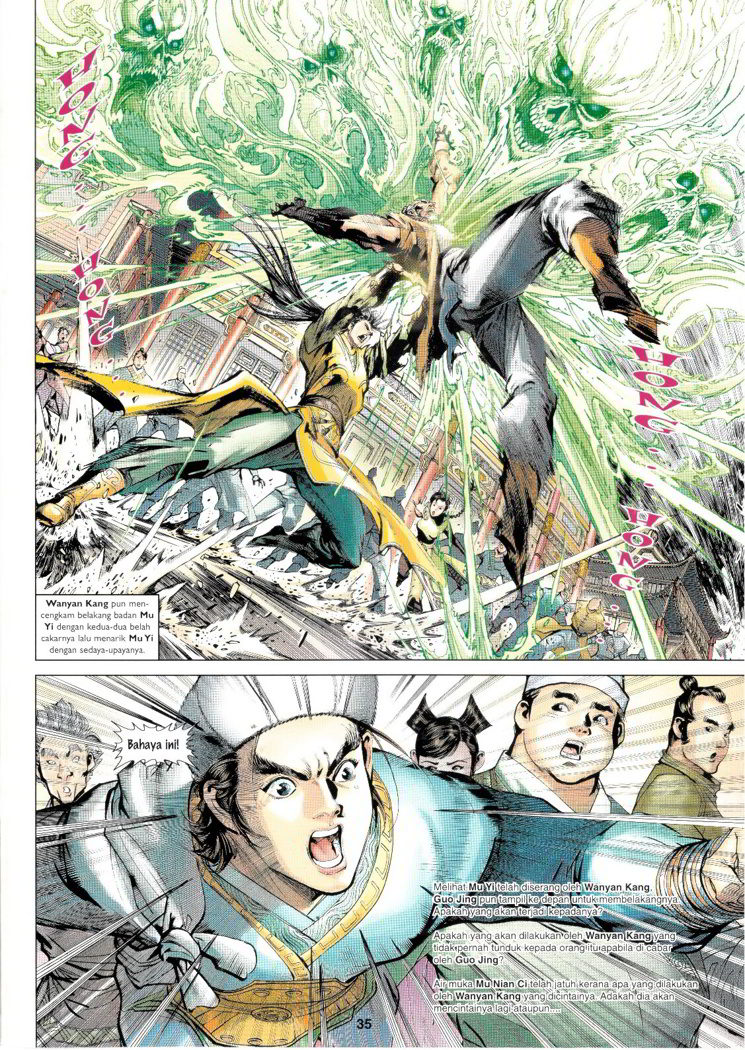 HONG... HONG
HONG... HONG...
Wanyan Kang pun men-
cengkam belakang badan Mu
Yi dengan kedua-dua belah
cakarnya lalu menarik Mu Yi
dengan sedaya-upayanya.
Bahaya ini!
Melihat Mu Yi telah diserang oleh Wanyan Kang.
Guo Jing pun tampil ke depan untuk membelakangnya.
Apakah yang akan terjadi kepadanya?
Apakah yang akan dilakukan oleh Wanyan Kang yang
tidak pernah tunduk kepada orang itu apabila di cabar
oleh Guo Jing?
Air muka Mu Nian Ci telah jatuh kerana apa yang dilakukan
oleh Wanyan Kang yang dicintainya. Adakah dia akan
mencintainya lagi ataupun....
35